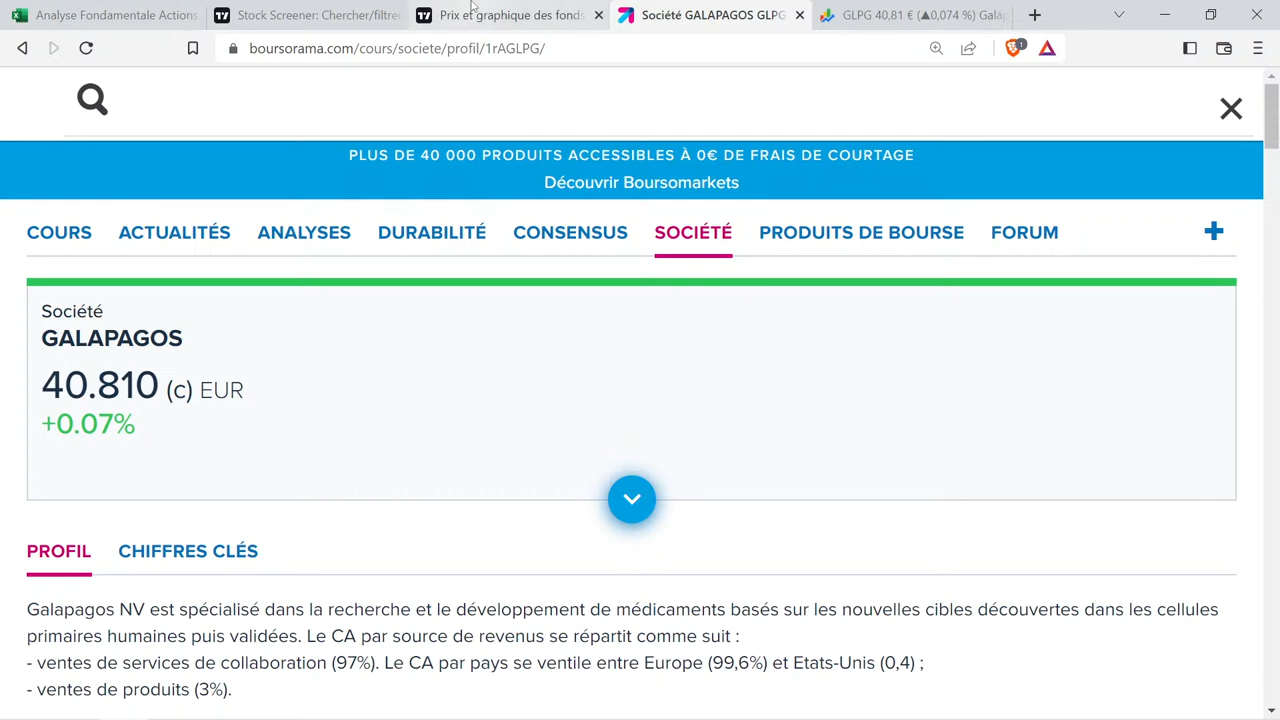 Analyse Fondamentale Actions
Stock Screener: Chercher/filtrer
Prix et graphique des fonds
Société GALAPAGOS GLPG
GLPG 40,81 € (▲0,074 %)
boursorama.com/cours/societe/profil/1rAGLPG/
1
PLUS DE 40 000 PRODUITS ACCESSIBLES À 0€ DE FRAIS DE COURTAGE
Découvrir Boursomarkets
COURS ACTUALITÉS ANALYSES DURABILITÉ CONSENSUS SOCIÉTÉ PRODUITS DE BOURSE FORUM
Société
GALAPAGOS
40.810 (c) EUR
+0.07%
PROFIL CHIFFRES CLÉS
Galapagos NV est spécialisé dans la recherche et le développement de médicaments basés sur les nouvelles cibles découvertes dans les cellules
primaires humaines puis validées. Le CA par source de revenus se répartit comme suit :
- ventes de services de collaboration (97%). Le CA par pays se ventile entre Europe (99,6%) et Etats-Unis (0,4) ;
- ventes de produits (3%).